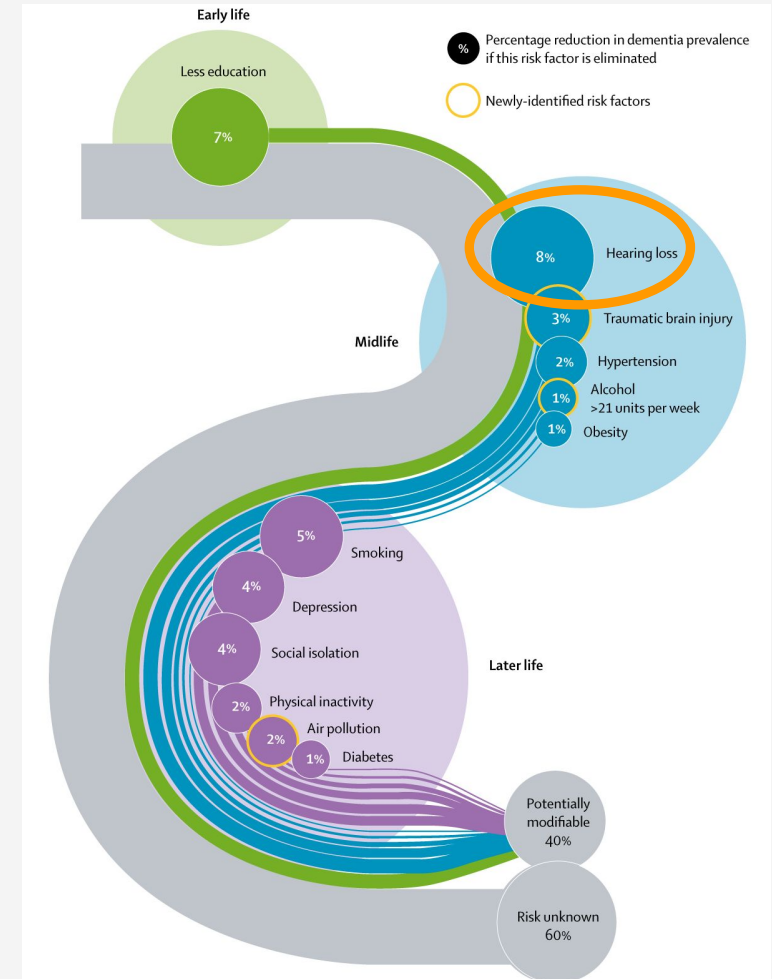 Early life
Percentage reduction in dementia prevalence
if this risk factor is eliminated
%
Newly-identified risk factors
Less education
7%
8%
Hearing loss
3%
Traumatic brain injury
Midlife
2%
Hypertension
1%
Alcohol
>21 units per week
1%
Obesity
5%
Smoking
4%
Depression
4%
Social isolation
Later life
2%
Physical inactivity
2%
Air pollution
1%
Diabetes
Potentially
modifiable
40%
Risk unknown
60%